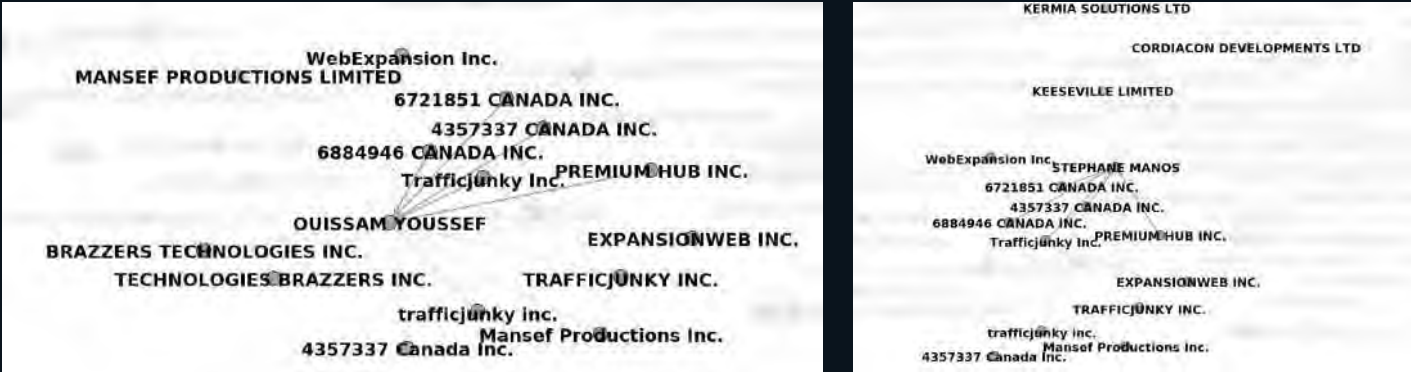 WebExpansion Inc.
MANSEF PRODUCTIONS LIMITED
6721851 CANADA INC.
4357337 CANADA INC.
6884946 CANADA INC.
PREMIUM HUB INC.
Trafficjunky Inc.
OUISSAM YOUSSEF
EXPANSIONWEB INC.
BRAZZERS TECHNOLOGIES INC.
TECHNOLOGIES BRAZZERS INC.
TRAFFICJUNKY INC.
trafficjunky inc.
Mansef Productions Inc.
4357337 Canada Inc.
KERMIA SOLUTIONS LTD
CORDIACON DEVELOPMENTS LTD
KEESEVILLE LIMITED
WebExpansion Inc.
STEPHANE MANOS
6721851 CANADA INC.
4357337 CANADA INC.
6884946 CANADA INC.
PREMIUM HUB INC.
Trafficjunky Inc.
EXPANSIONWEB INC.
TRAFFICJUNKY INC.
trafficjunky inc.
Mansef Productions Inc.
4357337 Canada Inc.